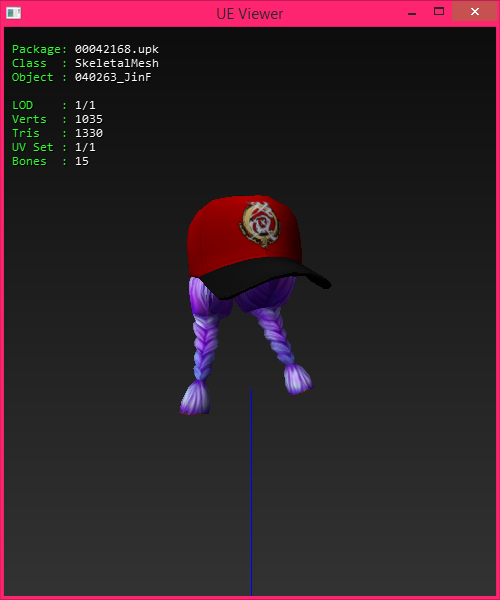 UE Viewer
Package: 00042168.upk
Class : SkeletalMesh
Object : 040263_JinF
LOD : 1/1
Verts : 1035
Tris : 1330
UV Set : 1/1
Bones : 15